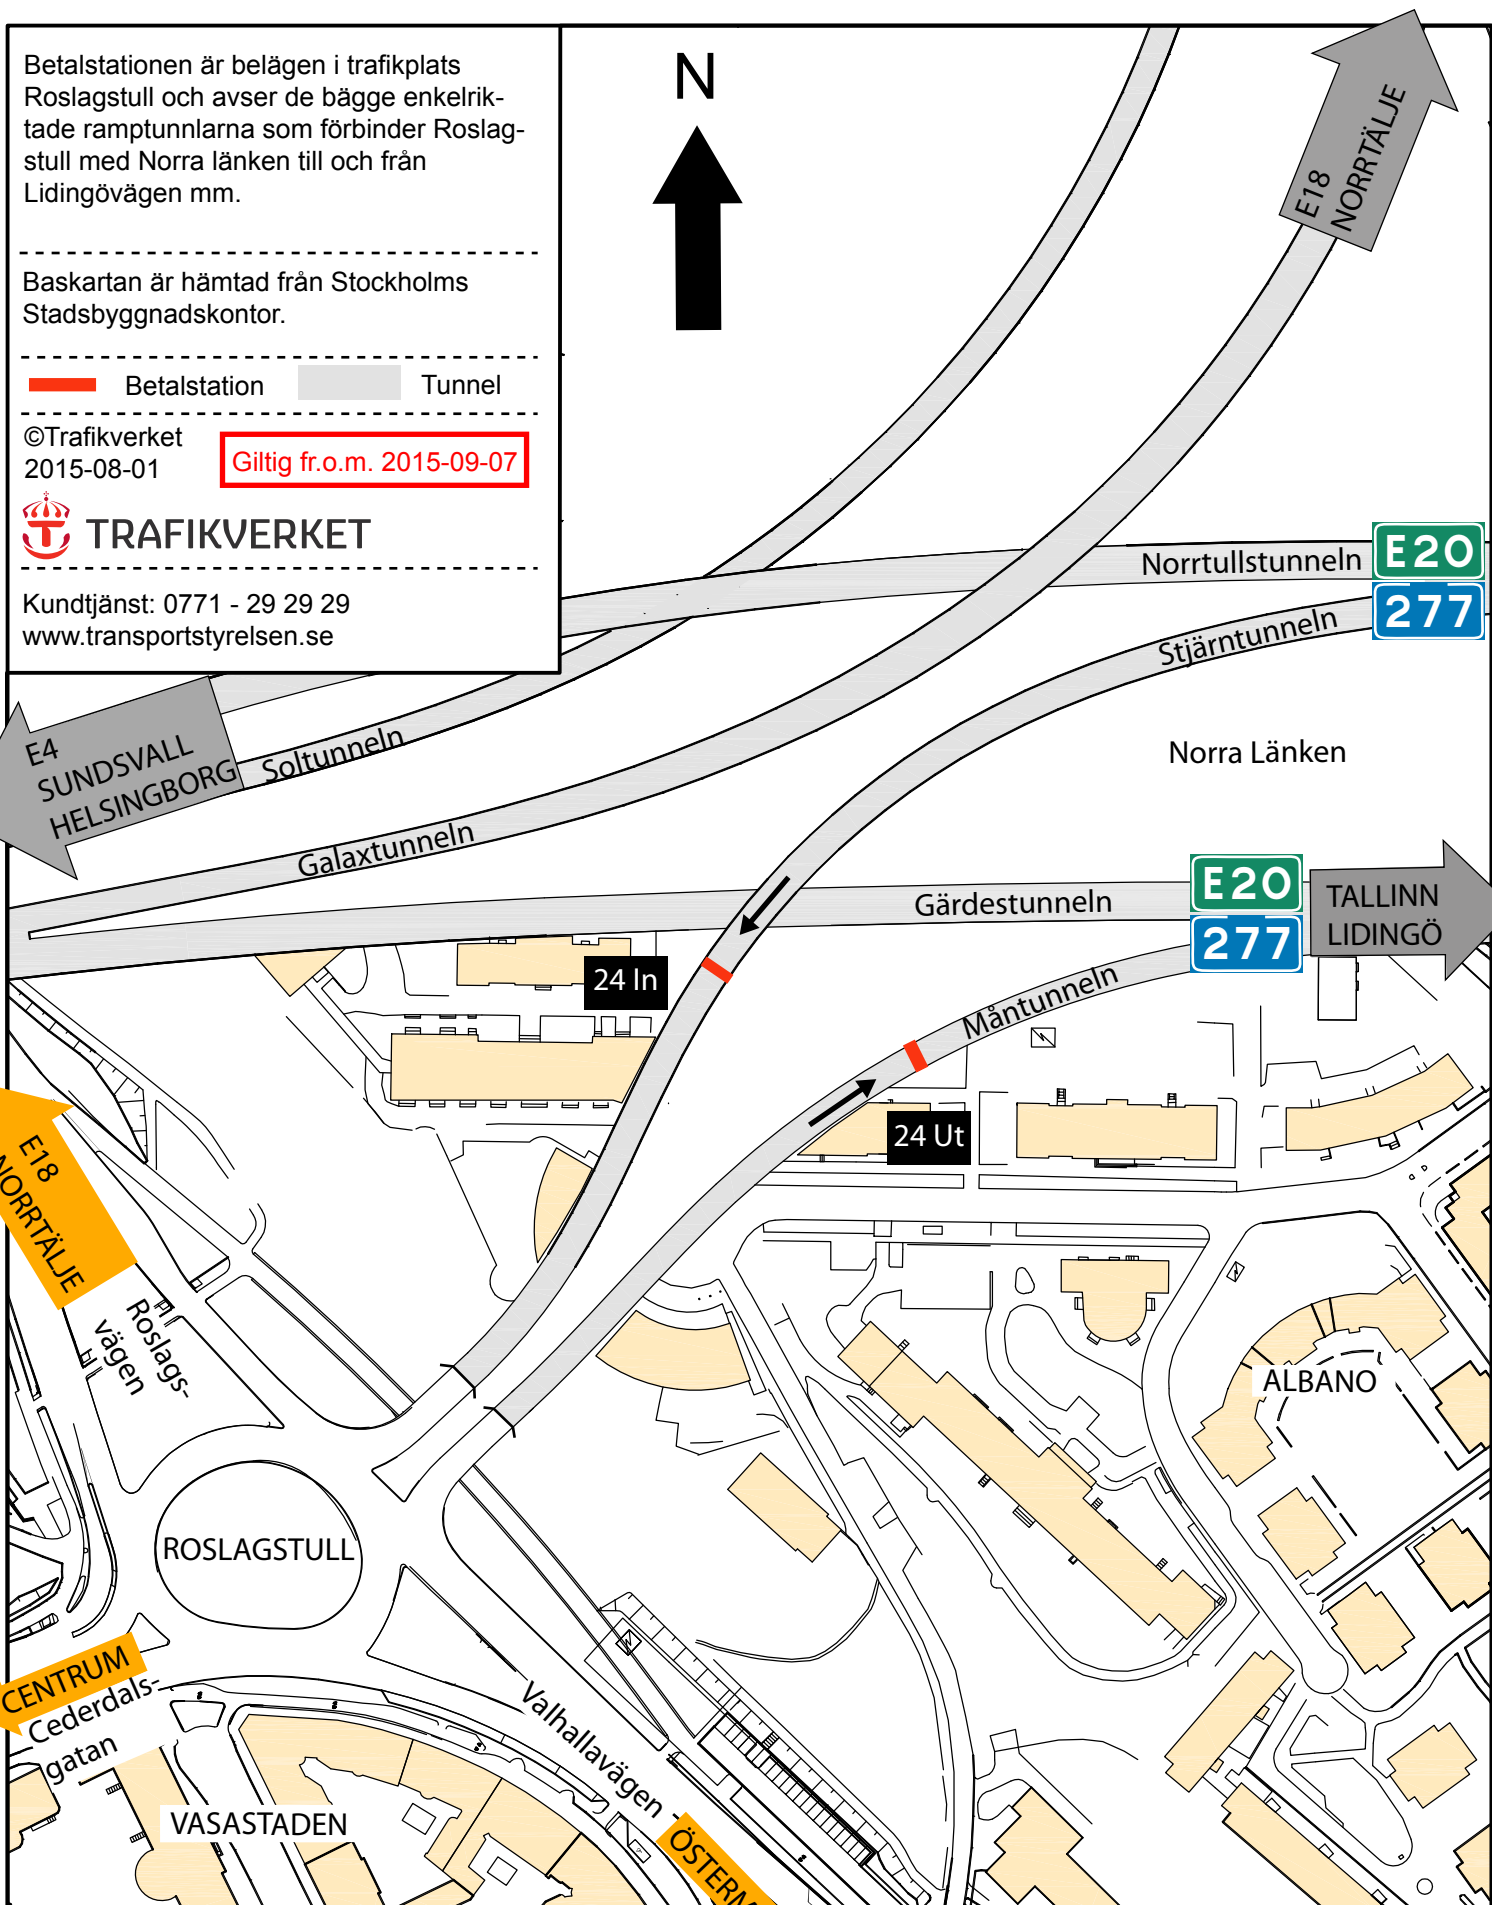 Betalstationen är belägen i trafikplats
Roslagstull och avser de bägge enkelrik-
tade ramptunnlarna som förbinder Roslag-
stull med Norra länken till och från
Lidingövägen mm.
Baskartan är hämtad från Stockholms
Stadsbyggnadskontor.
Betalstation
Tunnel
©Trafikverket
2015-08-01
Giltig fr.o.m. 2015-09-07
TRAFIKVERKET
Kundtjänst: 0771 - 29 29 29
www.transportstyrelsen.se
N
E18
NORRTÄLJE
Norrtullstunneln
E20
277
Stjärntunneln
E4
SUNDSVALL
HELSINGBORG
Soltunneln
Norra Länken
Galaxtunneln
Gärdestunneln
E20
277
TALLINN
LIDINGÖ
24 In
Måntunneln
24 Ut
E18
NORRTÄLJE
Roslags-
vägen
ALBANO
ROSLAGSTULL
CENTRUM
Cederdals-
gatan
Valhallavägen
VASASTADEN
ÖSTERM